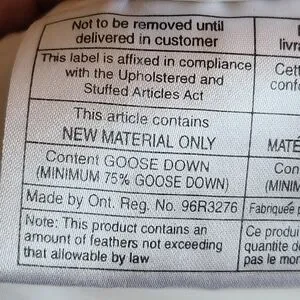 Not to be removed until
delivered in customer
This label is affixed in compliance
with the Upholstered and
Stuffed Articles Act
This article contains
NEW MATERIAL ONLY
Content GOOSE DOWN
(MINIMUM 75% GOOSE DOWN)
Made by Ont. Reg. No. 96R3276
Note: This product contains an
amount of feathers not exceeding
that allowable by law
livra
Cett
confo
MATÉ
Con
(MIN
Fabriquée
Ce produi
quantité d
pas le mon